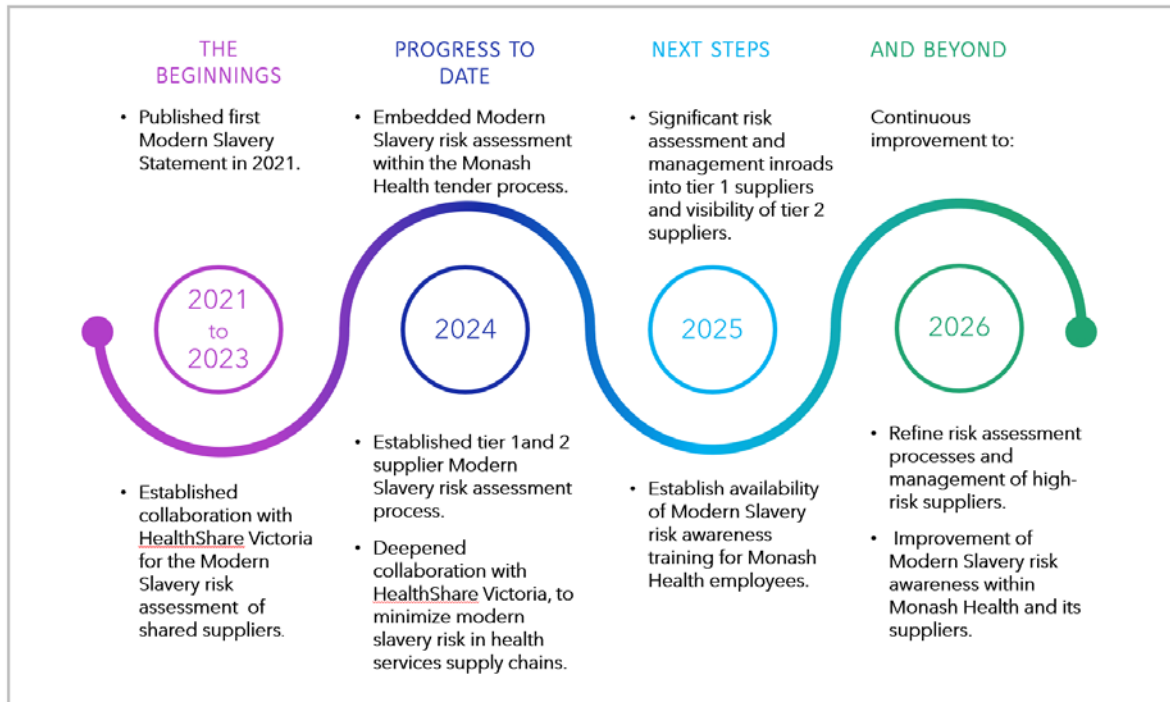 THE
BEGINNINGS
• Published first
Modern Slavery
Statement in 2021.
2021
to
2023
• Established
collaboration with
HealthShare Victoria
for the Modern
Slavery risk
assessment of
shared suppliers.
PROGRESS TO
DATE
• Embedded Modern
Slavery risk assessment
within the Monash
Health tender process.
2024
• Established tier 1and 2
supplier Modern
Slavery risk assessment
process.
• Deepened
collaboration with
HealthShare Victoria, to
minimize modern
slavery risk in health
services supply chains.
NEXT STEPS
• Significant risk
assessment and
management inroads
into tier 1 suppliers
and visibility of tier 2
suppliers.
2025
• Establish availability
of Modern Slavery
risk awareness
training for Monash
Health employees.
AND BEYOND
Continuous
improvement to:
2026
• Refine risk assessment
processes and
management of high-
risk suppliers.
• Improvement of
Modern Slavery risk
awareness within
Monash Health and its
suppliers.